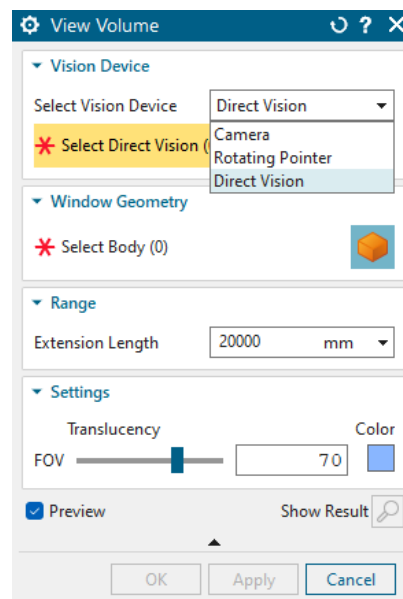 View Volume ?
Vision Device
Select Vision Device Direct Vision
Select Direct Vision (
Camera
Rotating Pointer
Direct Vision
Window Geometry
Select Body (0)
Range
Extension Length 20000 mm
Settings
Translucency Color
FOV 70
Preview Show Result
OK Apply Cancel